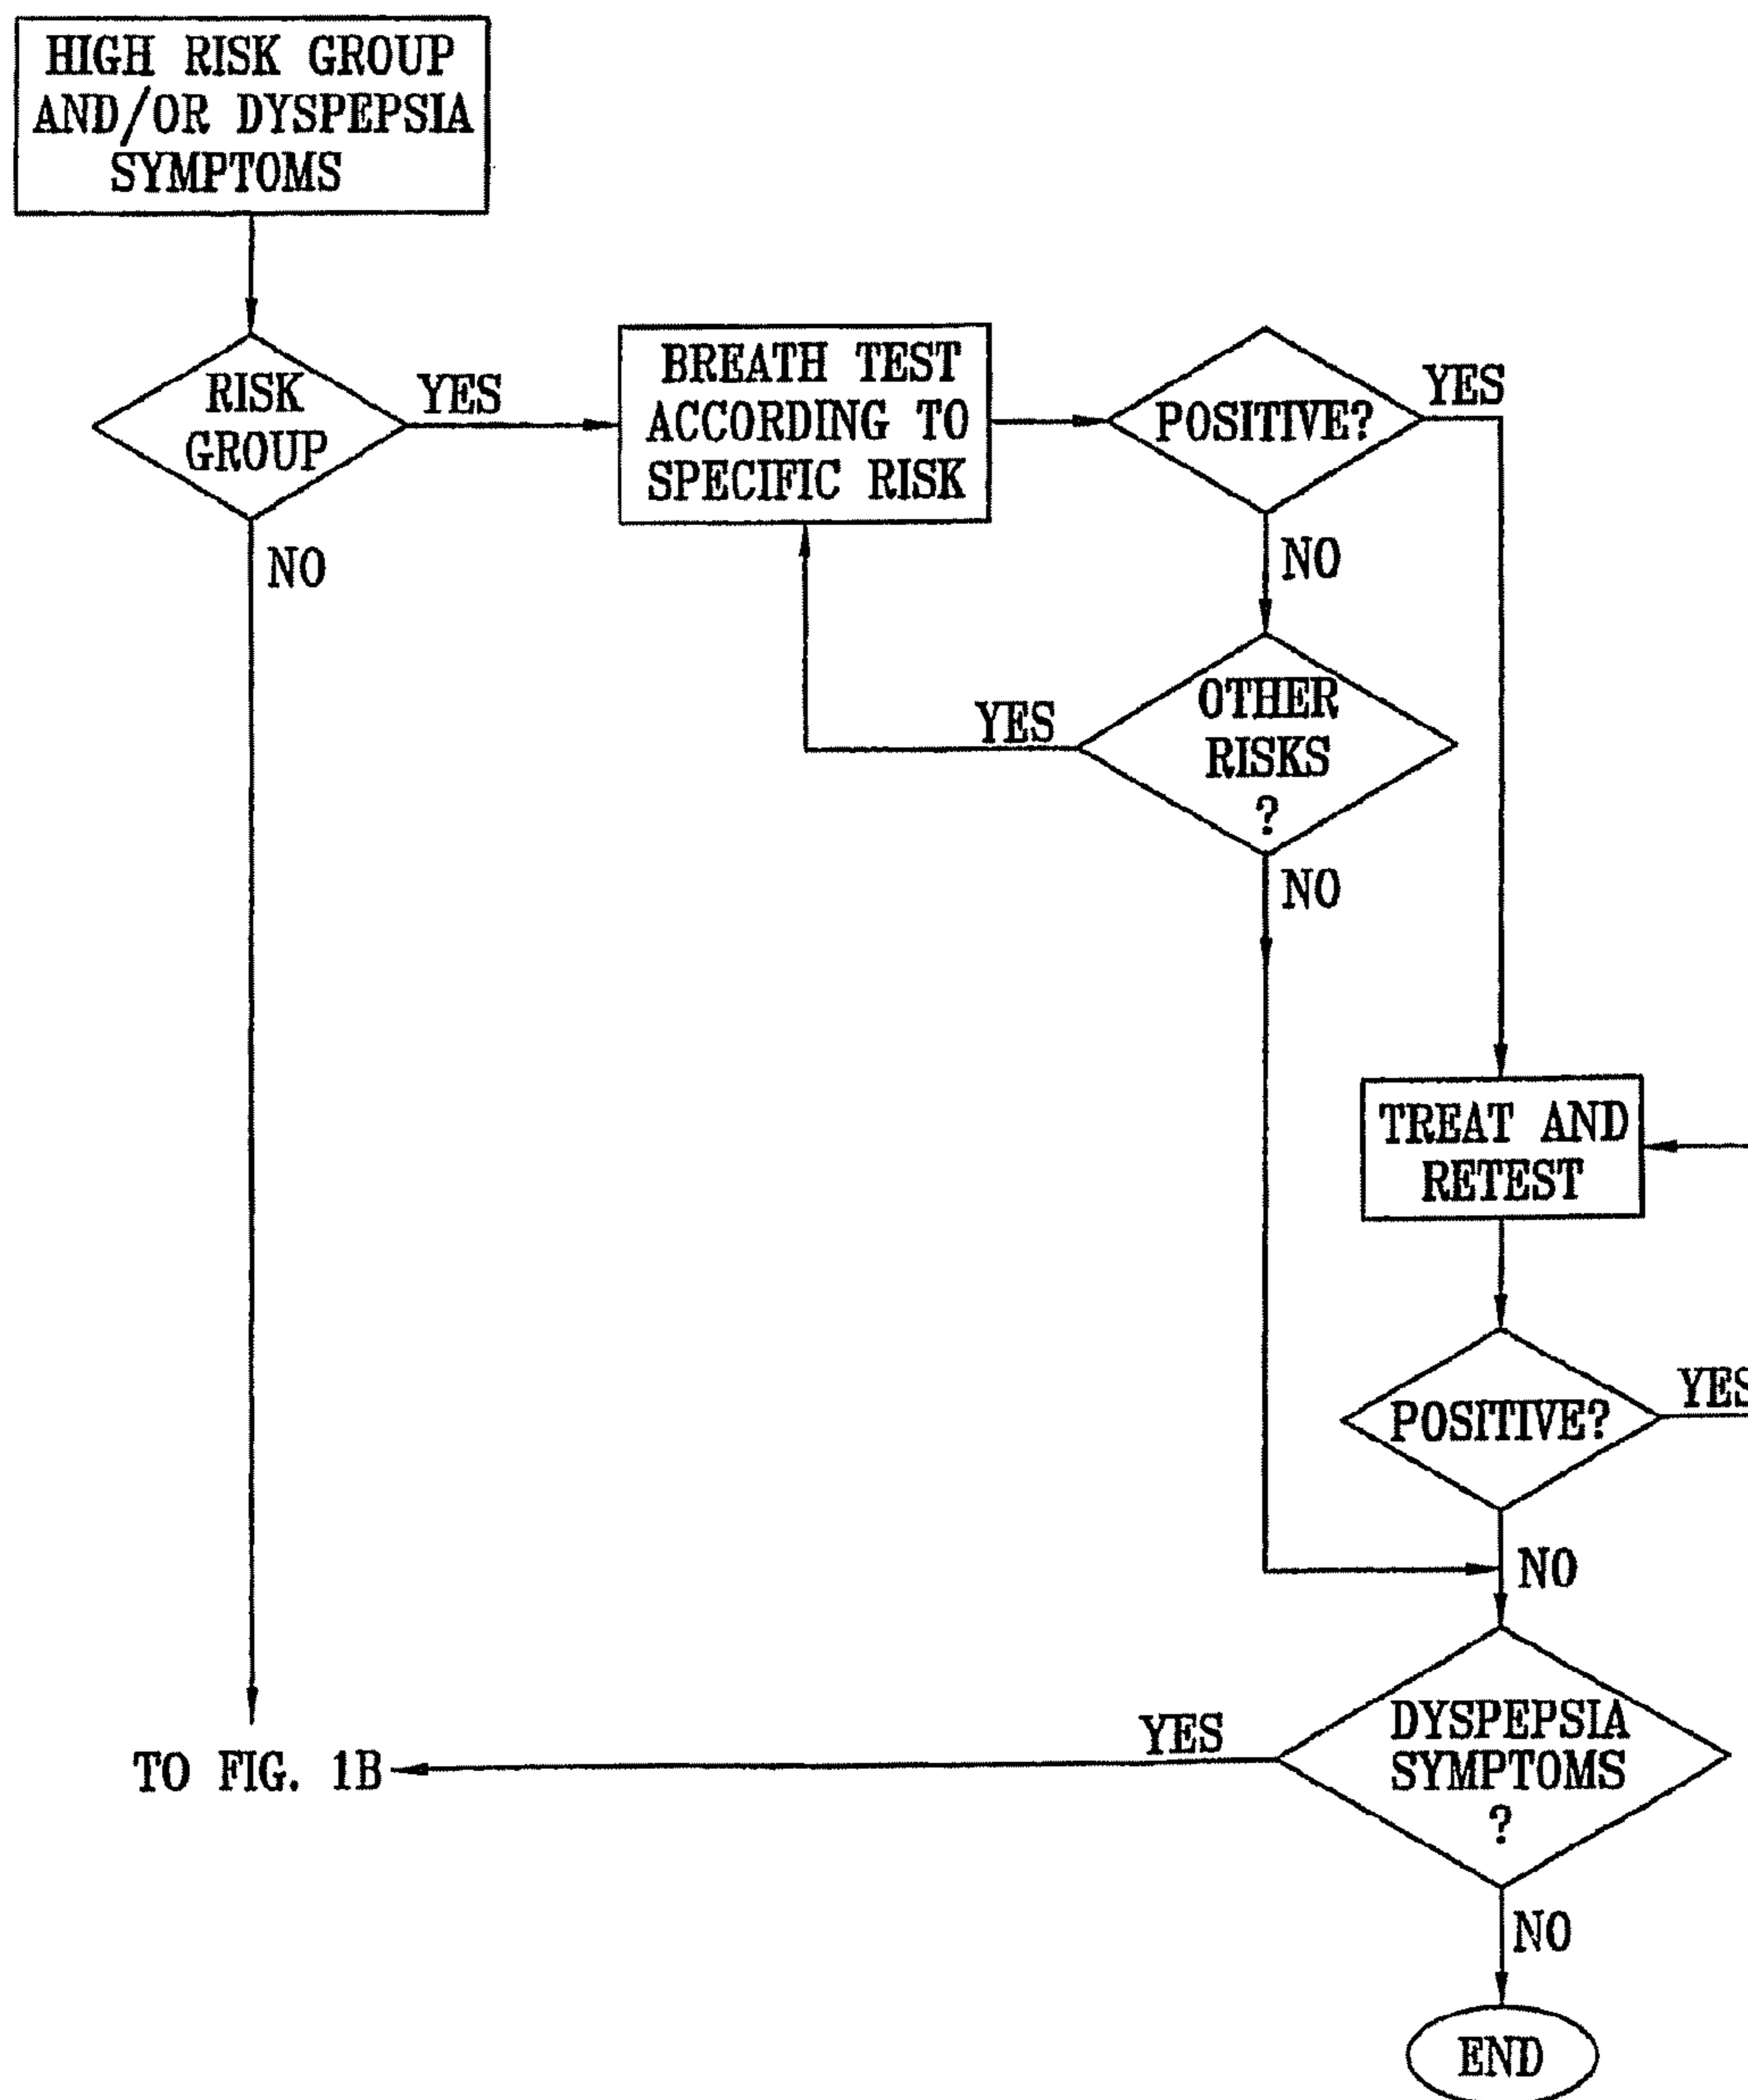 HIGH RISK GROUP
AND/OR DYSPEPSIA
SYMPTOMS
RISK
GROUP
YES
NO
BREATH TEST
ACCORDING TO
SPECIFIC RISK
POSITIVE?
YES
NO
OTHER
RISKS
?
YES
NO
TREAT AND
RETEST
POSITIVE?
YES
NO
DYSPEPSIA
SYMPTOMS
?
YES
TO FIG. 1B
NO
END